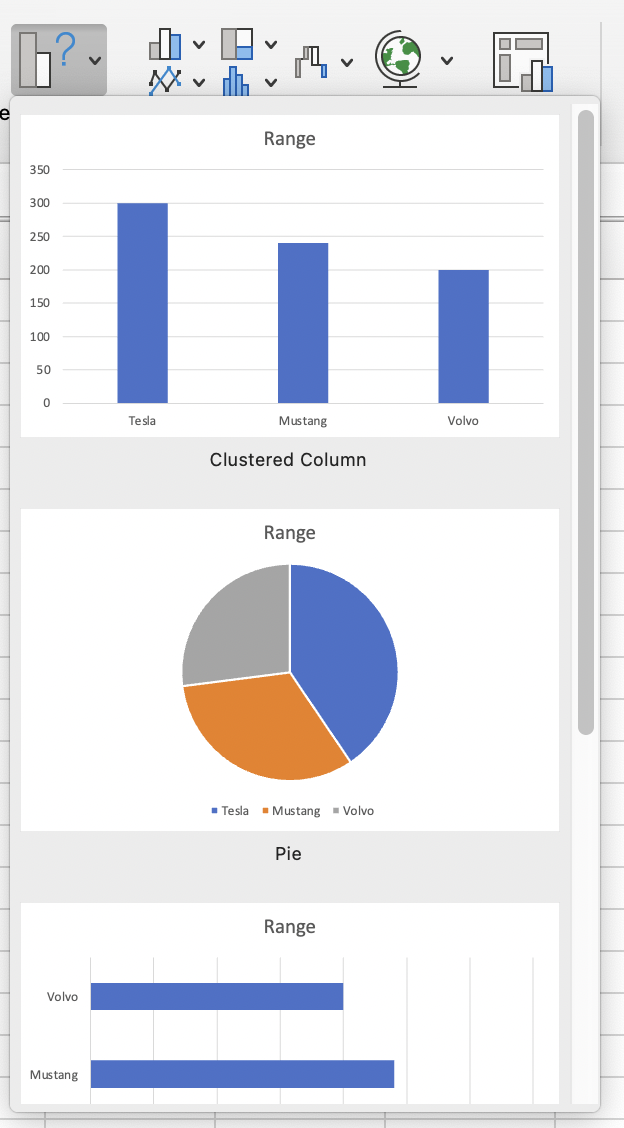 ?
e
Range
350
300
250
200
150
100
50
0
Tesla Mustang Volvo
Clustered Column
Range
Tesla Mustang Volvo
Pie
Range
Volvo
Mustang